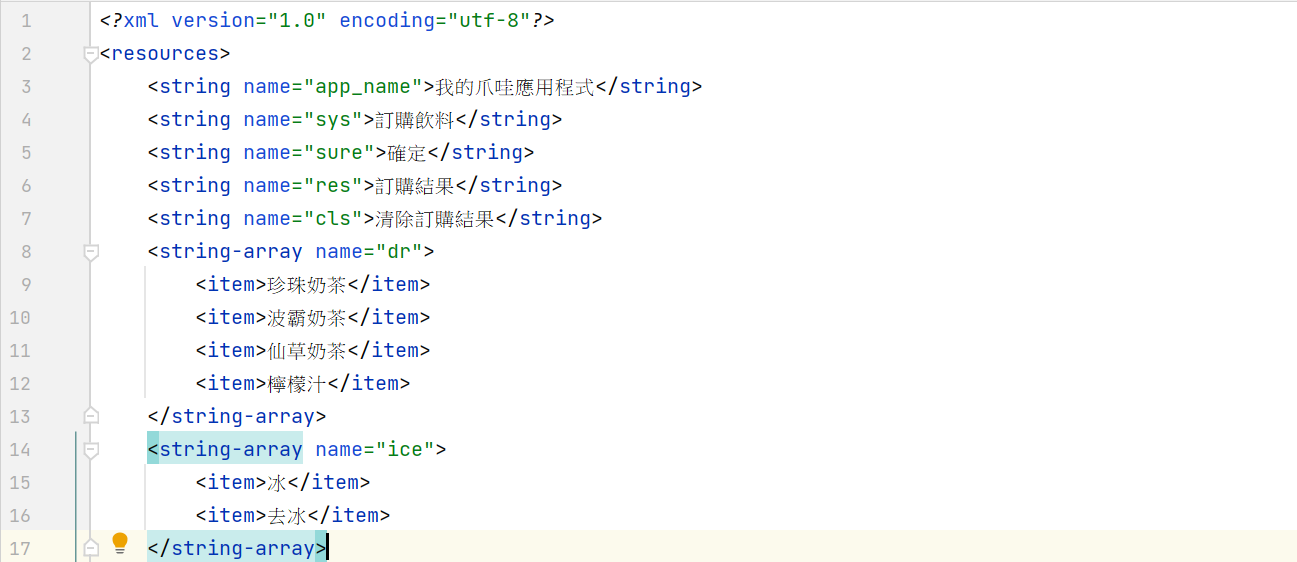 1 <?xml version="1.0" encoding="utf-8"?>
2 <resources>
3 <string name="app_name">我的爪哇應用程式</string>
4 <string name="sys">訂購飲料</string>
5 <string name="sure">確定</string>
6 <string name="res">訂購結果</string>
7 <string name="cls">清除訂購結果</string>
8 <string-array name="dr">
9 <item>珍珠奶茶</item>
10 <item>波霸奶茶</item>
11 <item>仙草奶茶</item>
12 <item>檸檬汁</item>
13 </string-array>
14 <string-array name="ice">
15 <item>冰</item>
16 <item>去冰</item>
17 </string-array>